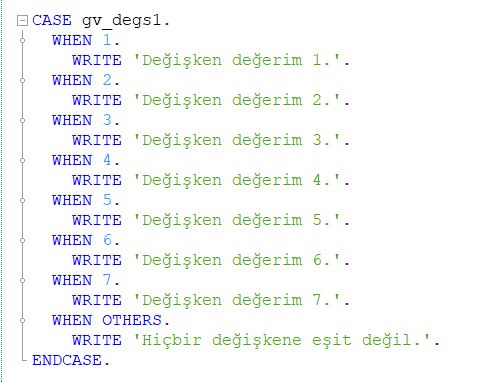 CASE gv_degs1.
WHEN 1.
WRITE 'Değişken değerim 1.'.
WHEN 2.
WRITE 'Değişken değerim 2.'.
WHEN 3.
WRITE 'Değişken değerim 3.'.
WHEN 4.
WRITE 'Değişken değerim 4.'.
WHEN 5.
WRITE 'Değişken değerim 5.'.
WHEN 6.
WRITE 'Değişken değerim 6.'.
WHEN 7.
WRITE 'Değişken değerim 7.'.
WHEN OTHERS.
WRITE 'Hiçbir değişkene eşit değil.'.
ENDCASE.